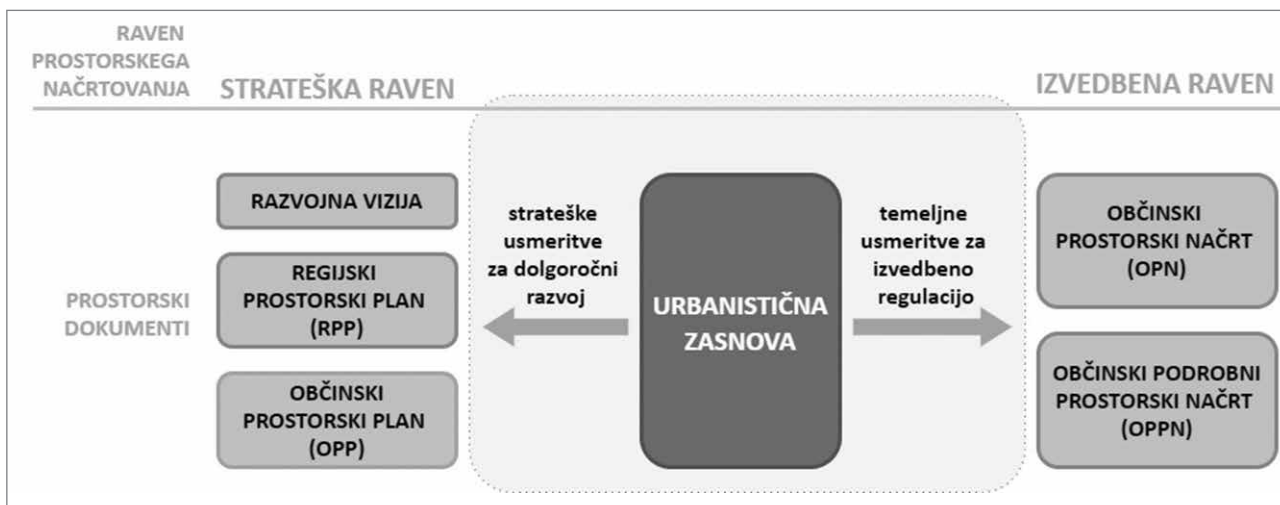 RAVEN
PROSTORSKEGA
NAČRTOVANJA
STRATEŠKA RAVEN
IZVEDBENA RAVEN
PROSTORSKI
DOKUMENTI
RAZVOJNA VIZIJA
REGIJSKI
PROSTORSKI PLAN
(RPP)
OBČINSKI
PROSTORSKI PLAN
(OPP)
strateške
usmeritve
za dolgoročni
razvoj
URBANISTIČNA
ZASNOVA
temeljne
usmeritve za
izvedbeno
regulacijo
OBČINSKI
PROSTORSKI NAČRT
(OPN)
OBČINSKI PODROBNI
PROSTORSKI NAČRT
(OPPN)